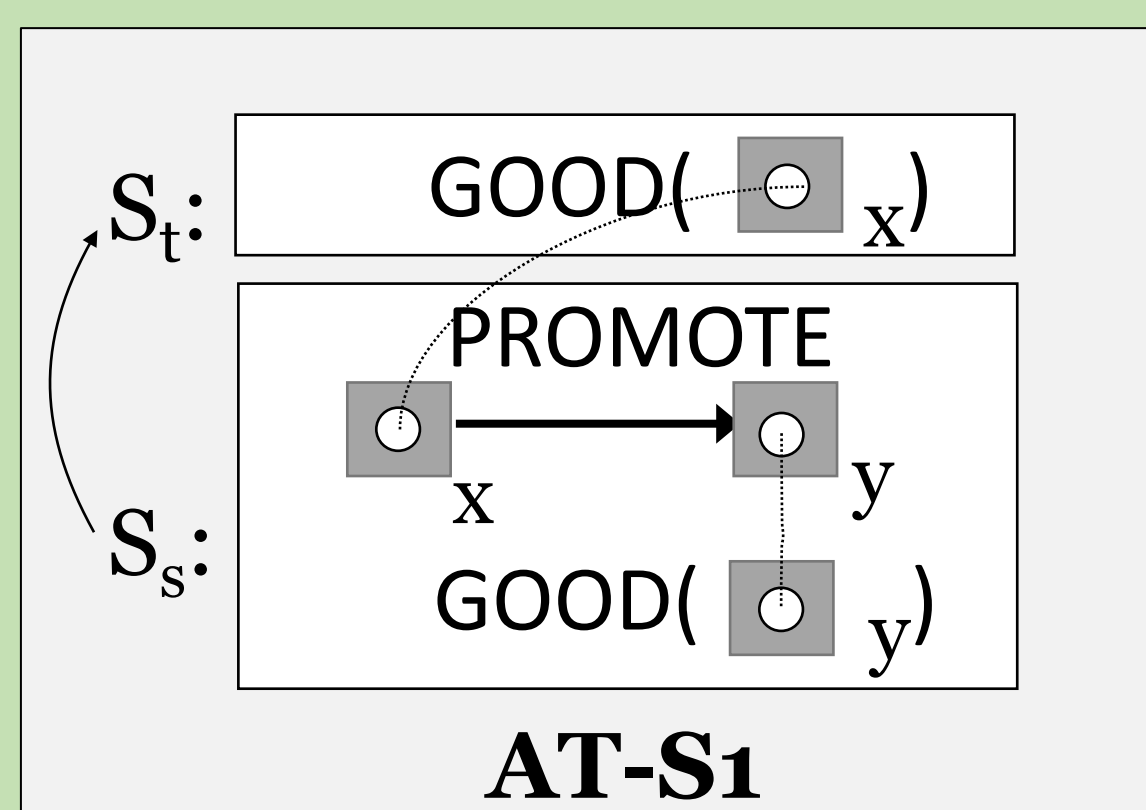 Sₜ: GOOD( x)
PROMOTE
x y
Sₛ: GOOD( y)
AT-S1